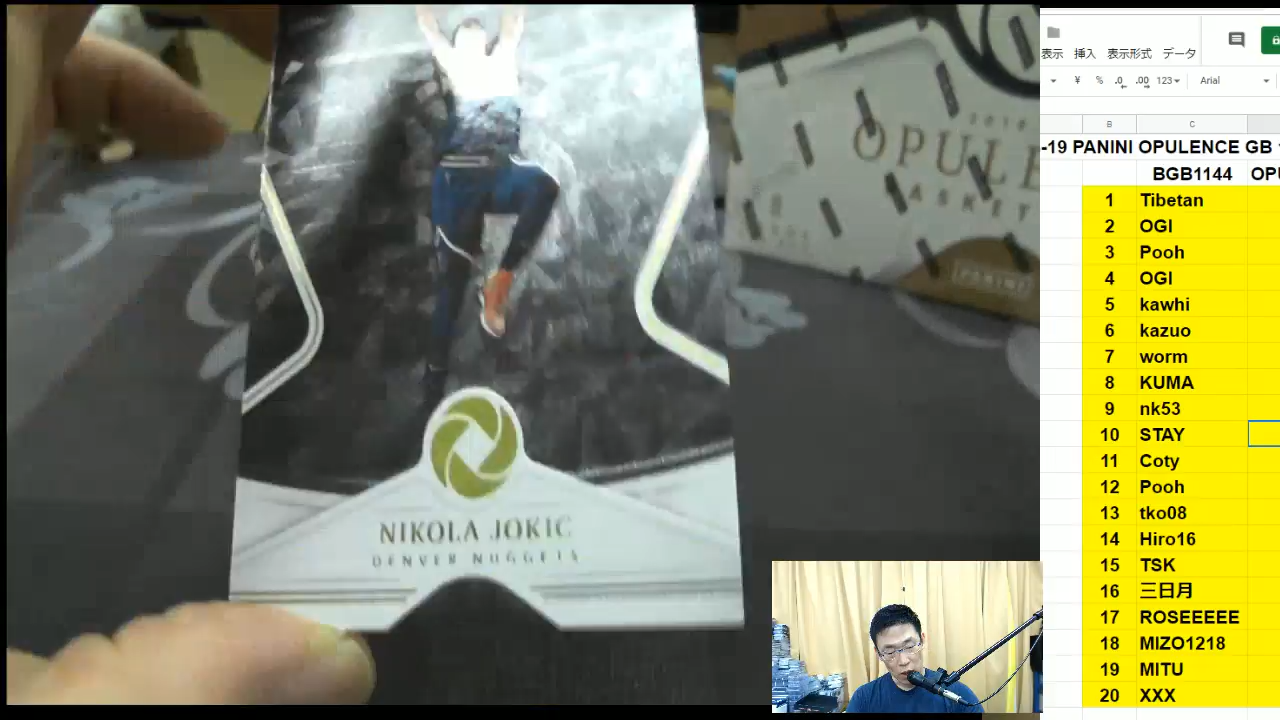 NIKOLA JOKIC
DENVER NUGGETS
OPULE
ASKET
PANINI
表示 挿入 表示形式 データ
¥ % .0 .00 123 Arial
B C
-19 PANINI OPULENCE GB
BGB1144 OPU
1 Tibetan
2 OGI
3 Pooh
4 OGI
5 kawhi
6 kazuo
7 worm
8 KUMA
9 nk53
10 STAY
11 Coty
12 Pooh
13 tko08
14 Hiro16
15 TSK
16 三日月
17 ROSEEEEE
18 MIZO1218
19 MITU
20 XXX